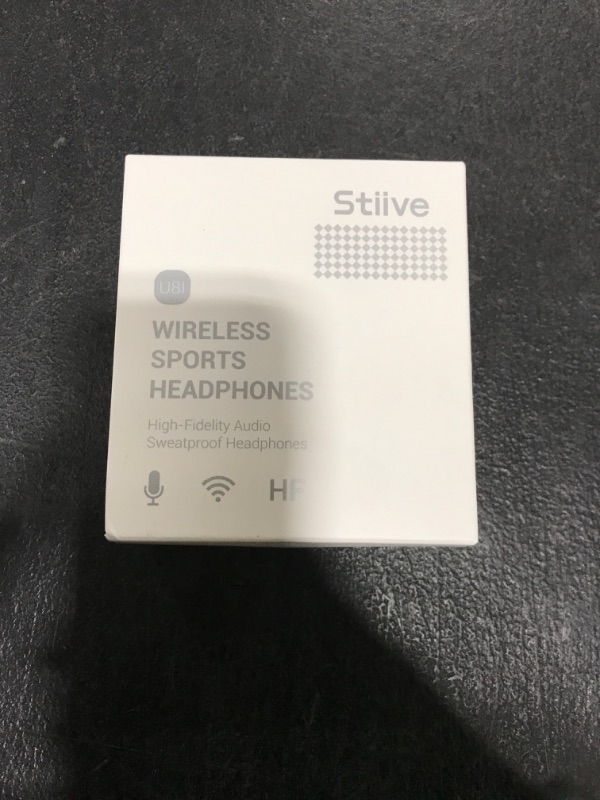 Stiive
U8I
WIRELESS
SPORTS
HEADPHONES
High-Fidelity Audio
Sweatproof Headphones
HF